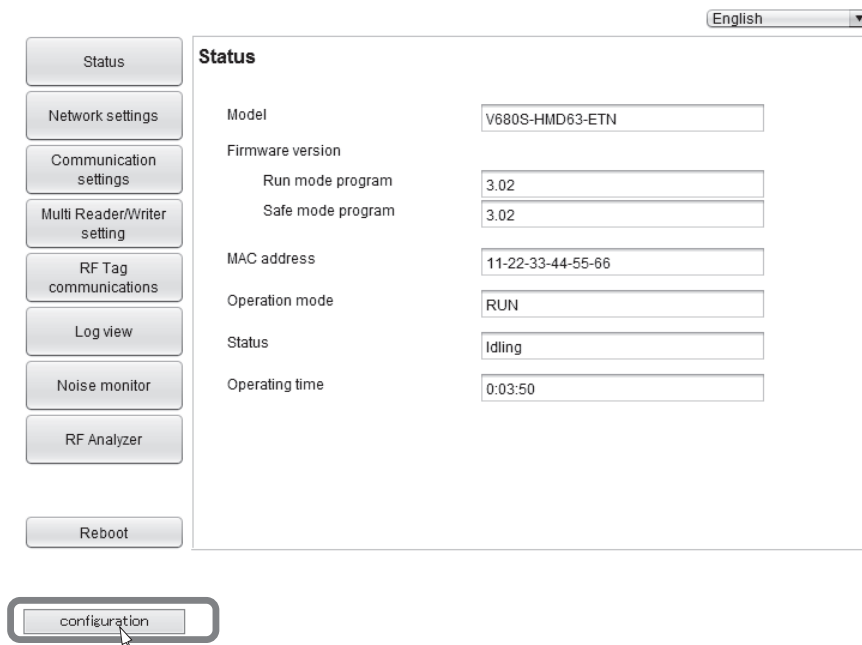 English
Status
Network settings
Communication
settings
Multi Reader/Writer
setting
RF Tag
communications
Log view
Noise monitor
RF Analyzer
Reboot
Status
Model
V680S-HMD63-ETN
Firmware version
Run mode program
3.02
Safe mode program
3.02
MAC address
11-22-33-44-55-66
Operation mode
RUN
Status
Idling
Operating time
0:03:50
configuration